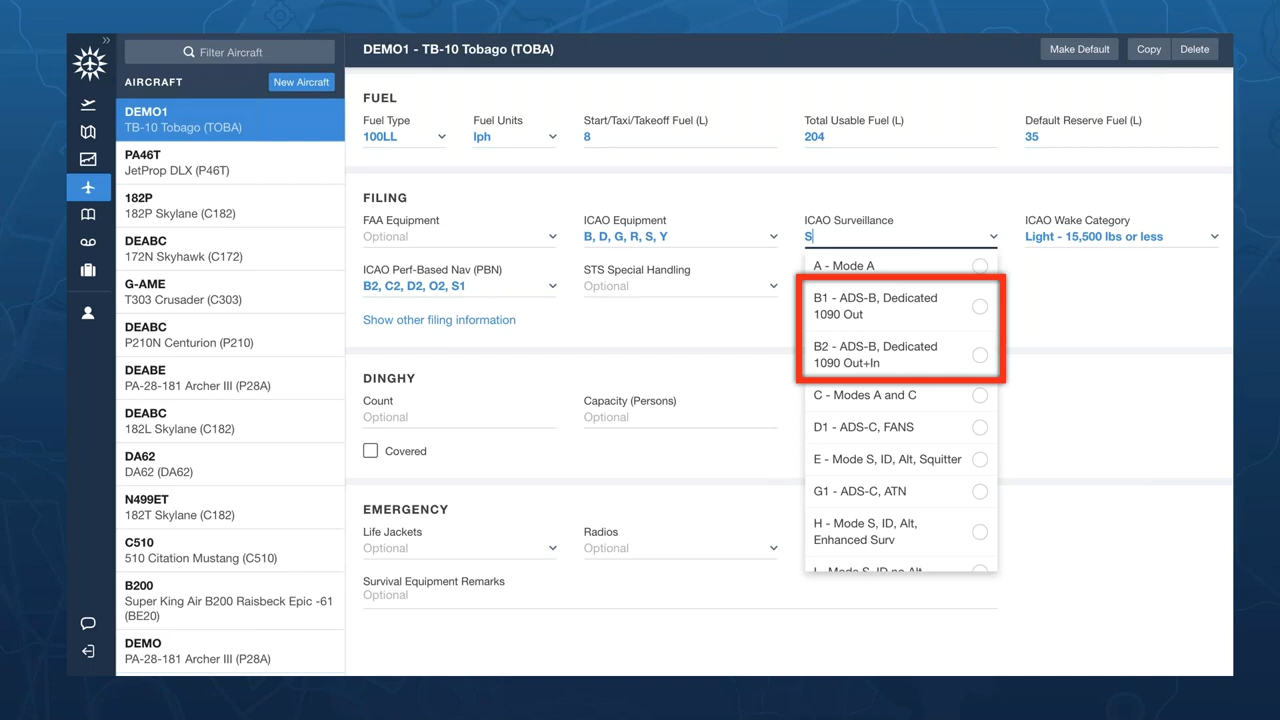 »
Filter Aircraft
AIRCRAFT
New Aircraft
DEMO1
TB-10 Tobago (TOBA)
PA46T
JetProp DLX (P46T)
182P
182P Skylane (C182)
DEABC
172N Skyhawk (C172)
G-AME
T303 Crusader (C303)
DEABC
P210N Centurion (P210)
DEABE
PA-28-181 Archer III (P28A)
DEABC
182L Skylane (C182)
DA62
DA62 (DA62)
N499ET
182T Skylane (C182)
C510
510 Citation Mustang (C510)
B200
Super King Air B200 Raisbeck Epic -61
(BE20)
DEMO
PA-28-181 Archer III (P28A)
DEMO1 - TB-10 Tobago (TOBA)
Make Default
Copy
Delete
FUEL
Fuel Type
100LL
Fuel Units
lph
Start/Taxi/Takeoff Fuel (L)
8
Total Usable Fuel (L)
204
Default Reserve Fuel (L)
35
FILING
FAA Equipment
Optional
ICAO Equipment
B, D, G, R, S, Y
ICAO Surveillance
S
ICAO Wake Category
Light - 15,500 lbs or less
ICAO Perf-Based Nav (PBN)
B2, C2, D2, O2, S1
STS Special Handling
Optional
Show other filing information
A - Mode A
B1 - ADS-B, Dedicated
1090 Out
B2 - ADS-B, Dedicated
1090 Out+In
C - Modes A and C
D1 - ADS-C, FANS
E - Mode S, ID, Alt, Squitter
G1 - ADS-C, ATN
H - Mode S, ID, Alt,
Enhanced Surv
I - Mode S, ID no Alt
DINGHY
Count
Optional
Capacity (Persons)
Optional
Covered
EMERGENCY
Life Jackets
Optional
Radios
Optional
Survival Equipment Remarks
Optional